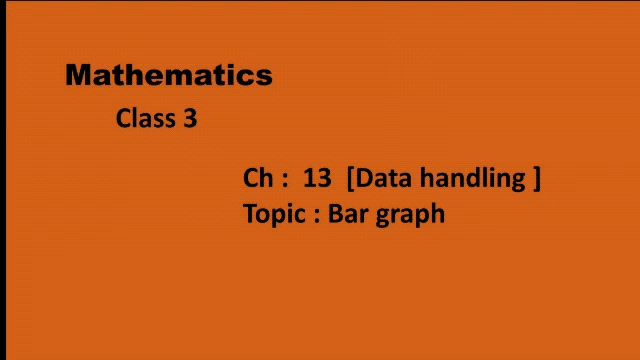 Mathematics
Class 3
Ch : 13 [Data handling ]
Topic : Bar graph